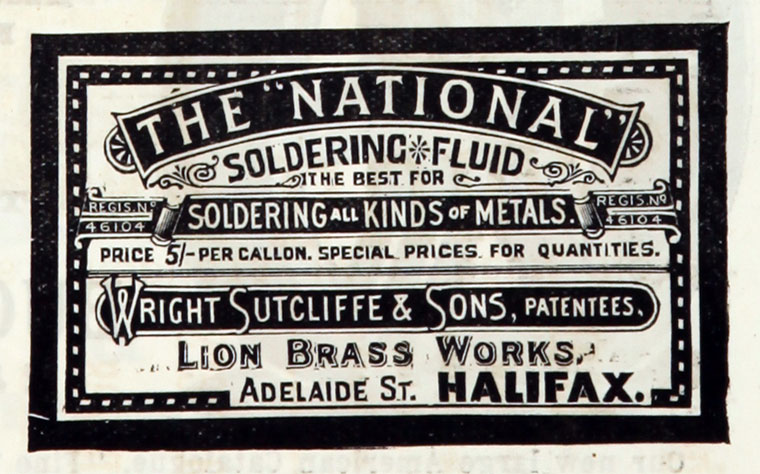 THE "NATIONAL"
SOLDERING FLUID
THE BEST FOR
REGIS. No 46104
SOLDERING ALL KINDS OF METALS.
REGIS. No 46104
PRICE 5/- PER GALLON. SPECIAL PRICES FOR QUANTITIES.
WRIGHT SUTCLIFFE & SONS, PATENTEES,
LION BRASS WORKS,
ADELAIDE ST. HALIFAX.